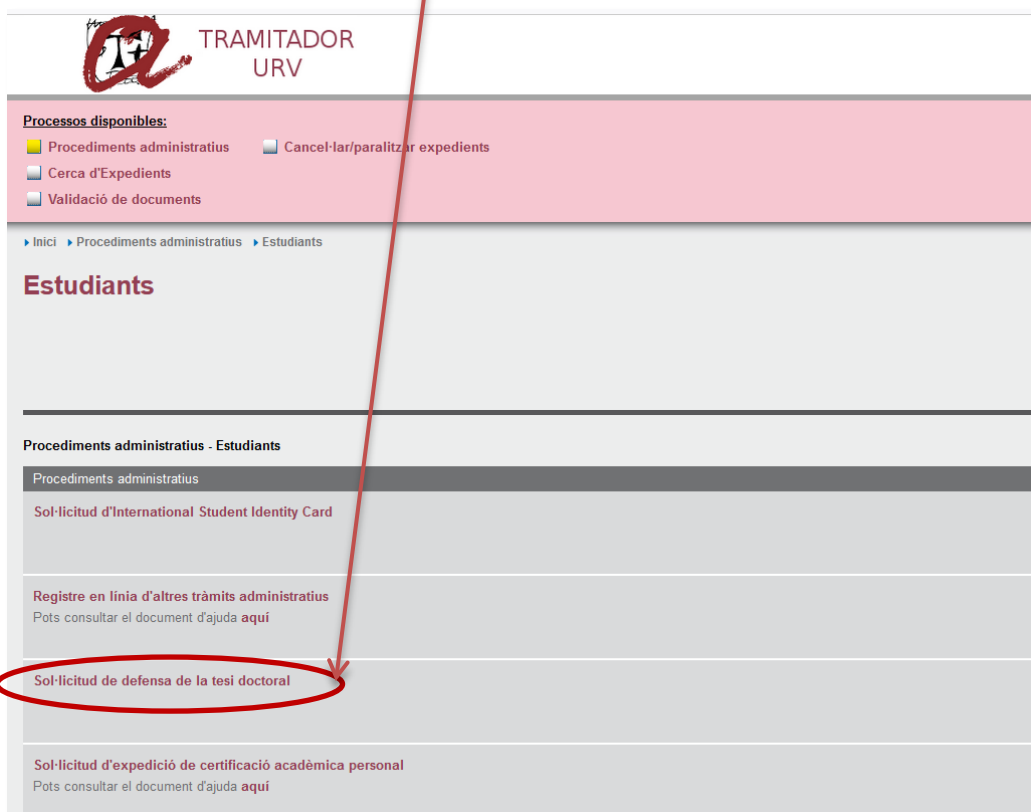 TRAMITADOR
URV
Processos disponibles:
Procediments administratius Cancel·lar/paralitzar expedients
Cerca d'Expedients
Validació de documents
Inici Procediments administratius Estudiants
Estudiants
Procediments administratius - Estudiants
Procediments administratius
Sol·licitud d'International Student Identity Card
Registre en línia d'altres tràmits administratius
Pots consultar el document d'ajuda aquí
Sol·licitud de defensa de la tesi doctoral
Sol·licitud d'expedició de certificació acadèmica personal
Pots consultar el document d'ajuda aquí